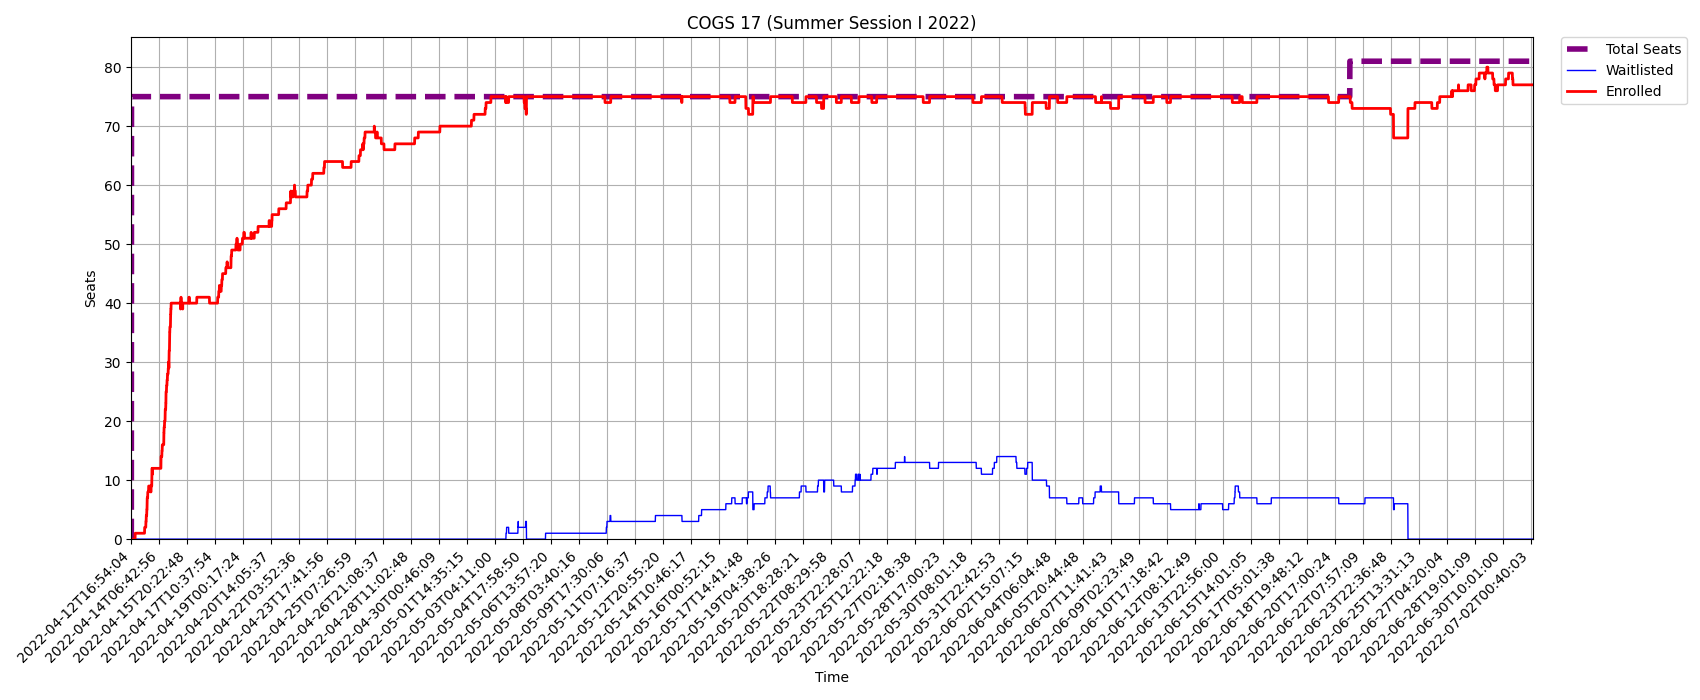 COGS 17 (Summer Session I 2022)
Total Seats
Waitlisted
Enrolled
80
70
60
50
40
30
20
10
0
Seats
2022-04-12T16:54:04
2022-04-14T06:42:56
2022-04-15T20:22:48
2022-04-17T10:37:54
2022-04-19T00:17:24
2022-04-20T14:05:37
2022-04-22T03:52:36
2022-04-23T17:41:56
2022-04-25T07:26:59
2022-04-26T21:08:37
2022-04-28T11:02:48
2022-04-30T00:46:09
2022-05-01T14:35:15
2022-05-03T04:11:00
2022-05-04T17:58:50
2022-05-06T13:57:20
2022-05-08T03:40:16
2022-05-09T17:30:06
2022-05-11T07:16:37
2022-05-12T20:55:20
2022-05-14T10:46:17
2022-05-16T00:52:15
2022-05-17T14:41:48
2022-05-19T04:38:26
2022-05-20T18:28:21
2022-05-22T08:29:58
2022-05-23T22:28:07
2022-05-25T12:22:18
2022-05-27T02:18:38
2022-05-28T17:00:23
2022-05-30T08:01:18
2022-05-31T22:42:53
2022-06-02T15:07:15
2022-06-04T06:04:48
2022-06-05T20:44:48
2022-06-07T11:41:43
2022-06-09T02:23:49
2022-06-10T17:18:42
2022-06-12T08:12:49
2022-06-13T22:56:00
2022-06-15T14:01:05
2022-06-17T05:01:38
2022-06-18T19:48:12
2022-06-20T17:00:24
2022-06-22T07:57:09
2022-06-23T22:36:48
2022-06-25T13:31:13
2022-06-27T04:20:04
2022-06-28T19:01:09
2022-06-30T10:01:00
2022-07-02T00:40:03
Time